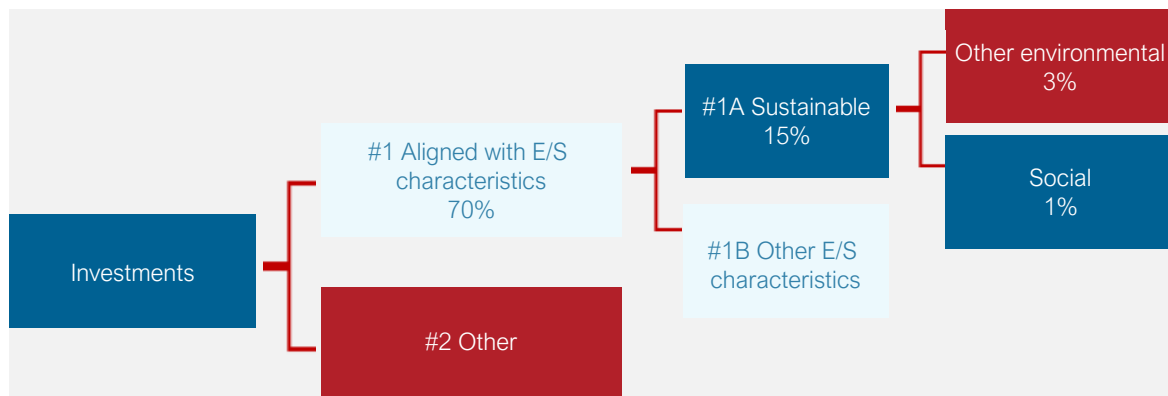 Investments
#1 Aligned with E/S
characteristics
70%
#2 Other
#1A Sustainable
15%
#1B Other E/S
characteristics
Other environmental
3%
Social
1%